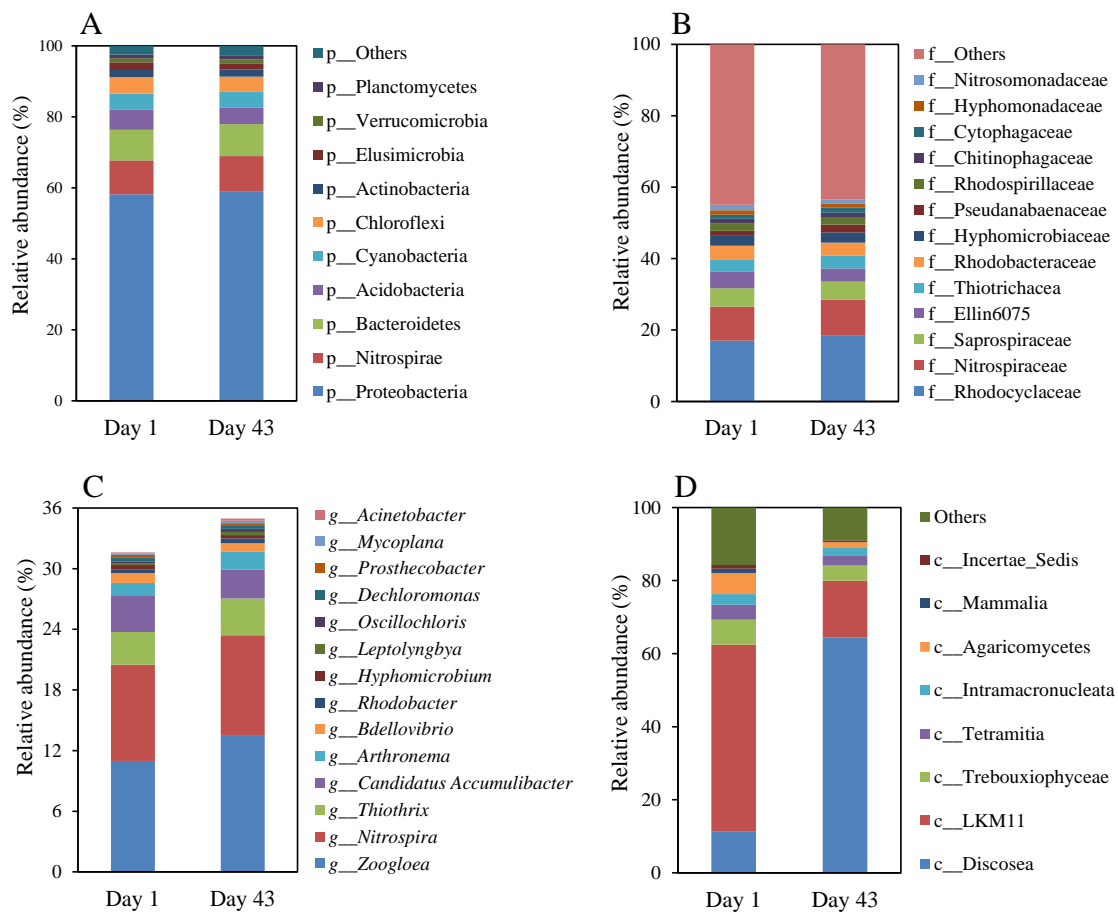 A
Relative abundance (%)
100
80
60
40
20
0
Day 1
Day 43
p__Others
p__Planctomycetes
p__Verrucomicrobia
p__Elusimicrobia
p__Actinobacteria
p__Chloroflexi
p__Cyanobacteria
p__Acidobacteria
p__Bacteroidetes
p__Nitrospirae
p__Proteobacteria
B
Relative abundance (%)
100
80
60
40
20
0
Day 1
Day 43
f__Others
f__Nitrosomonadaceae
f__Hyphomonadaceae
f__Cytophagaceae
f__Chitinophagaceae
f__Rhodospirillaceae
f__Pseudanabaenaceae
f__Hyphomicrobiaceae
f__Rhodobacteraceae
f__Thiotrichacea
f__Ellin6075
f__Saprospiraceae
f__Nitrospiraceae
f__Rhodocyclaceae
C
Relative abundance (%)
36
30
24
18
12
6
0
Day 1
Day 43
g__Acinetobacter
g__Mycoplana
g__Prosthecobacter
g__Dechloromonas
g__Oscillochloris
g__Leptolyngbya
g__Hyphomicrobium
g__Rhodobacter
g__Bdellovibrio
g__Arthronema
g__Candidatus Accumulibacter
g__Thiothrix
g__Nitrospira
g__Zoogloea
D
Relative abundance (%)
100
80
60
40
20
0
Day 1
Day 43
Others
c__Incertae_Sedis
c__Mammalia
c__Agaricomycetes
c__Intramacronucleata
c__Tetramitia
c__Trebouxiophyceae
c__LKM11
c__Discosea